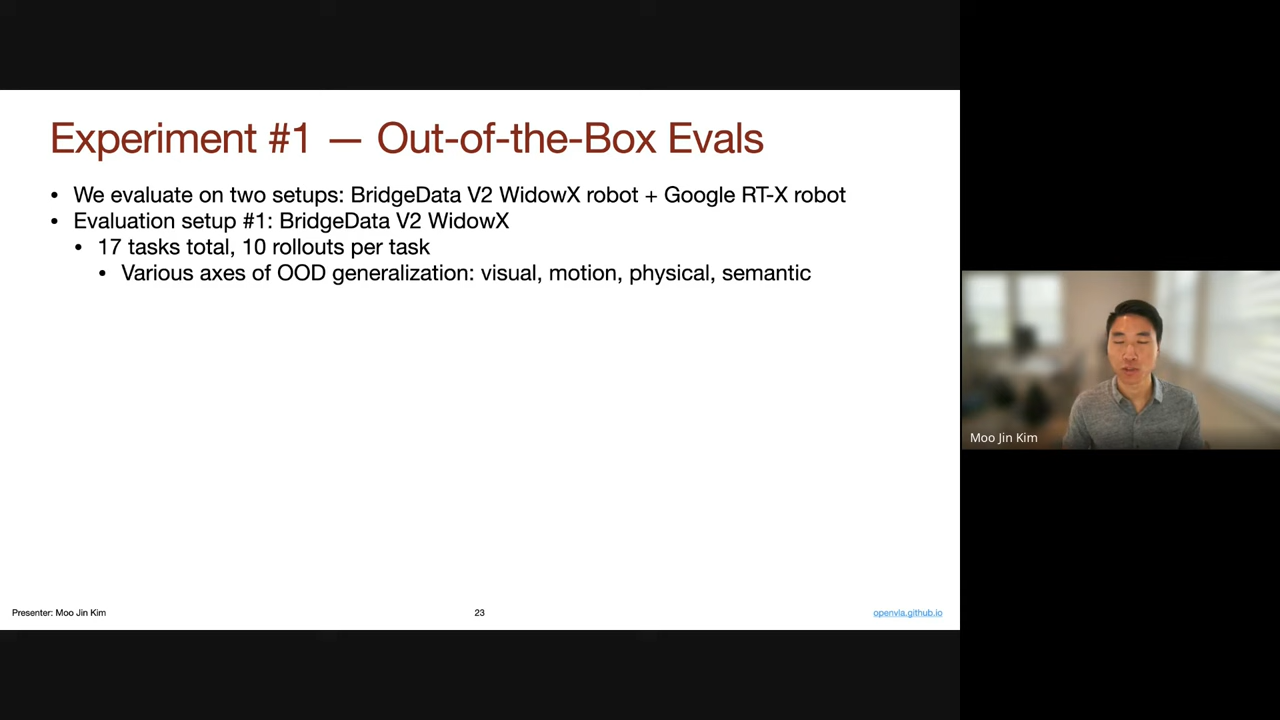 Experiment #1 — Out-of-the-Box Evals
• We evaluate on two setups: BridgeData V2 WidowX robot + Google RT-X robot
• Evaluation setup #1: BridgeData V2 WidowX
• 17 tasks total, 10 rollouts per task
• Various axes of OOD generalization: visual, motion, physical, semantic
Moo Jin Kim
Presenter: Moo Jin Kim
23
openvla.github.io